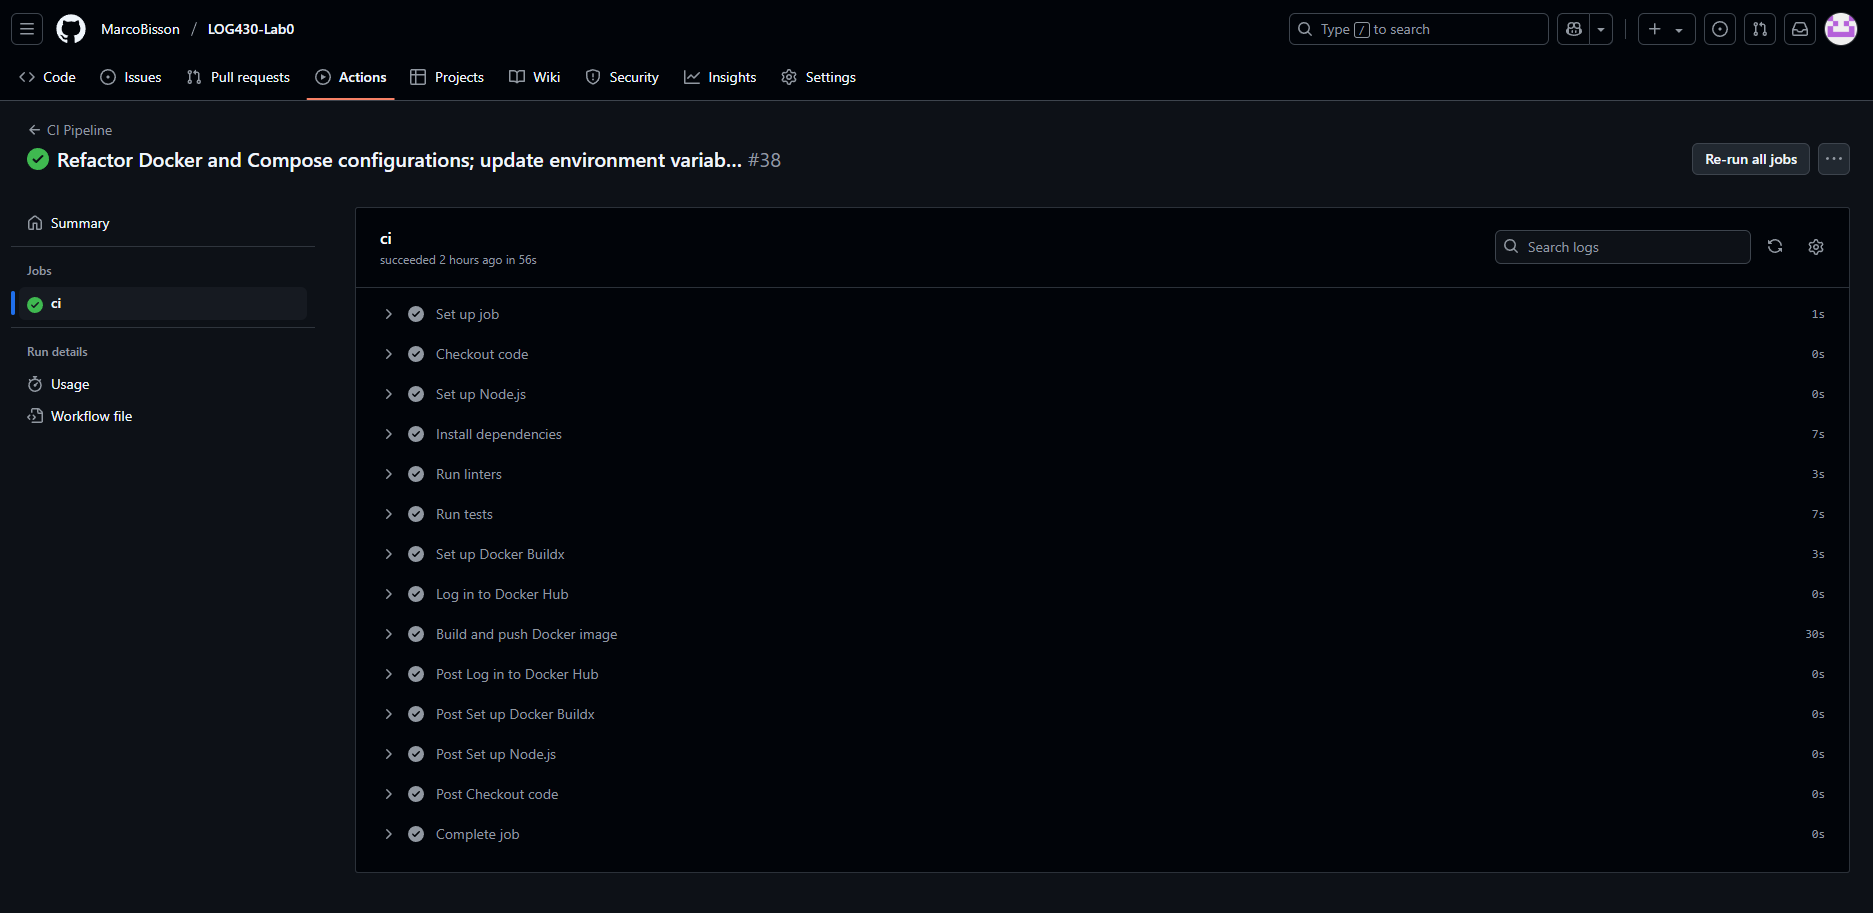 MarcoBisson / LOG430-Lab0
Type / to search
Code
Issues
Pull requests
Actions
Projects
Wiki
Security
Insights
Settings
CI Pipeline
Refactor Docker and Compose configurations; update environment variab... #38
Re-run all jobs
Summary
Jobs
ci
Run details
Usage
Workflow file
ci
succeeded 2 hours ago in 56s
Search logs
Set up job 1s
Checkout code 0s
Set up Node.js 0s
Install dependencies 7s
Run linters 3s
Run tests 7s
Set up Docker Buildx 3s
Log in to Docker Hub 0s
Build and push Docker image 30s
Post Log in to Docker Hub 0s
Post Set up Docker Buildx 0s
Post Set up Node.js 0s
Post Checkout code 0s
Complete job 0s